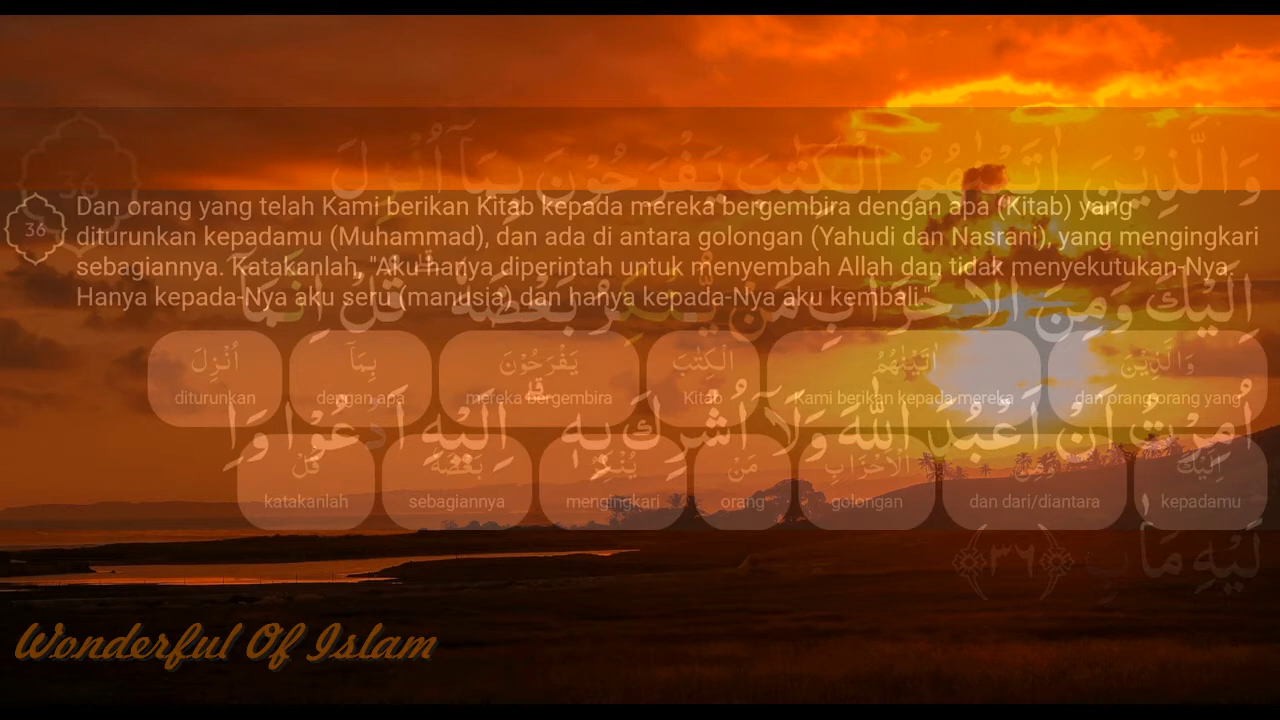 وَالَّذِيْنَ اٰتَيْنٰهُمُ الْكِتٰبَ يَفْرَحُوْنَ بِمَآ اُنْزِلَ
36
Dan orang yang telah Kami berikan Kitab kepada mereka bergembira dengan apa (Kitab) yang
36
diturunkan kepadamu (Muhammad), dan ada di antara golongan (Yahudi dan Nasrani), yang mengingkari
sebagiannya. Katakanlah, "Aku hanya diperintah untuk menyembah Allah dan tidak menyekutukan-Nya.
Hanya kepada-Nya aku seru (manusia) dan hanya kepada-Nya aku kembali."
اِلَيْكَ وَمِنَ الْاَحْزَابِ مَنْ يُّنْكِرُ بَعْضَهٗ ۗ قُلْ اِنَّمَآ
وَالَّذِيْنَ اٰتَيْنٰهُمُ الْكِتٰبَ يَفْرَحُوْنَ بِمَآ اُنْزِلَ
dan orang-orang yang Kami berikan kepada mereka Kitab mereka bergembira dengan apa diturunkan
اُمِرْتُ اَنْ اَعْبُدَ اللّٰهَ وَلَآ اُشْرِكَ بِهٖ ۗ اِلَيْهِ اَدْعُوْا وَاِ
اِلَيْكَ وَمِنَ الْاَحْزَابِ مَنْ يُنْكِرُ بَعْضَهٗ قُلْ
kepadamu dan dari/diantara golongan orang mengingkari sebagiannya katakanlah
لَيْهِ مَاٰبِ ﴿٣٦﴾
Wonderful Of Islam